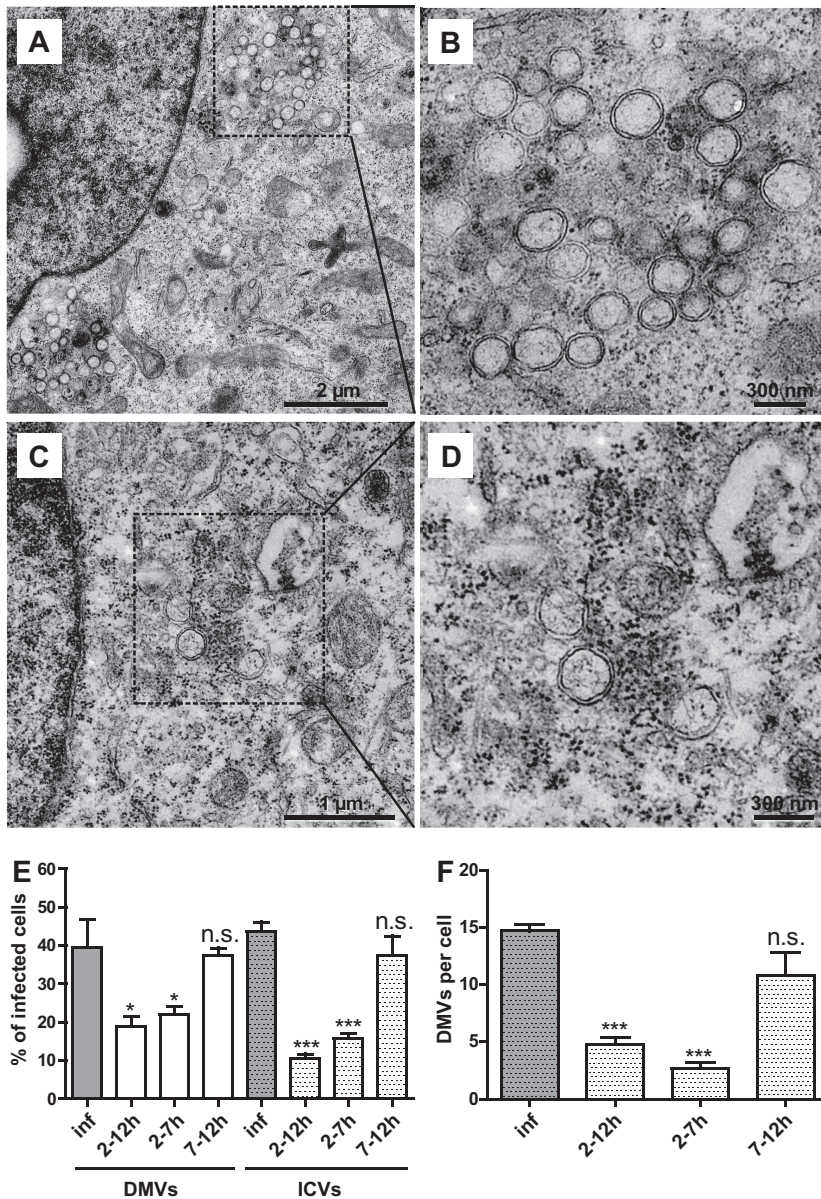 A
B
2 µm
300 nm
C
D
1 µm
300 nm
E
% of infected cells
60
50
40
30
20
10
0
*
*
n.s.
***
***
n.s.
inf
2-12h
2-7h
7-12h
inf
2-12h
2-7h
7-12h
DMVs
ICVs
F
DMVs per cell
20
15
10
5
0
***
***
n.s.
inf
2-12h
2-7h
7-12h